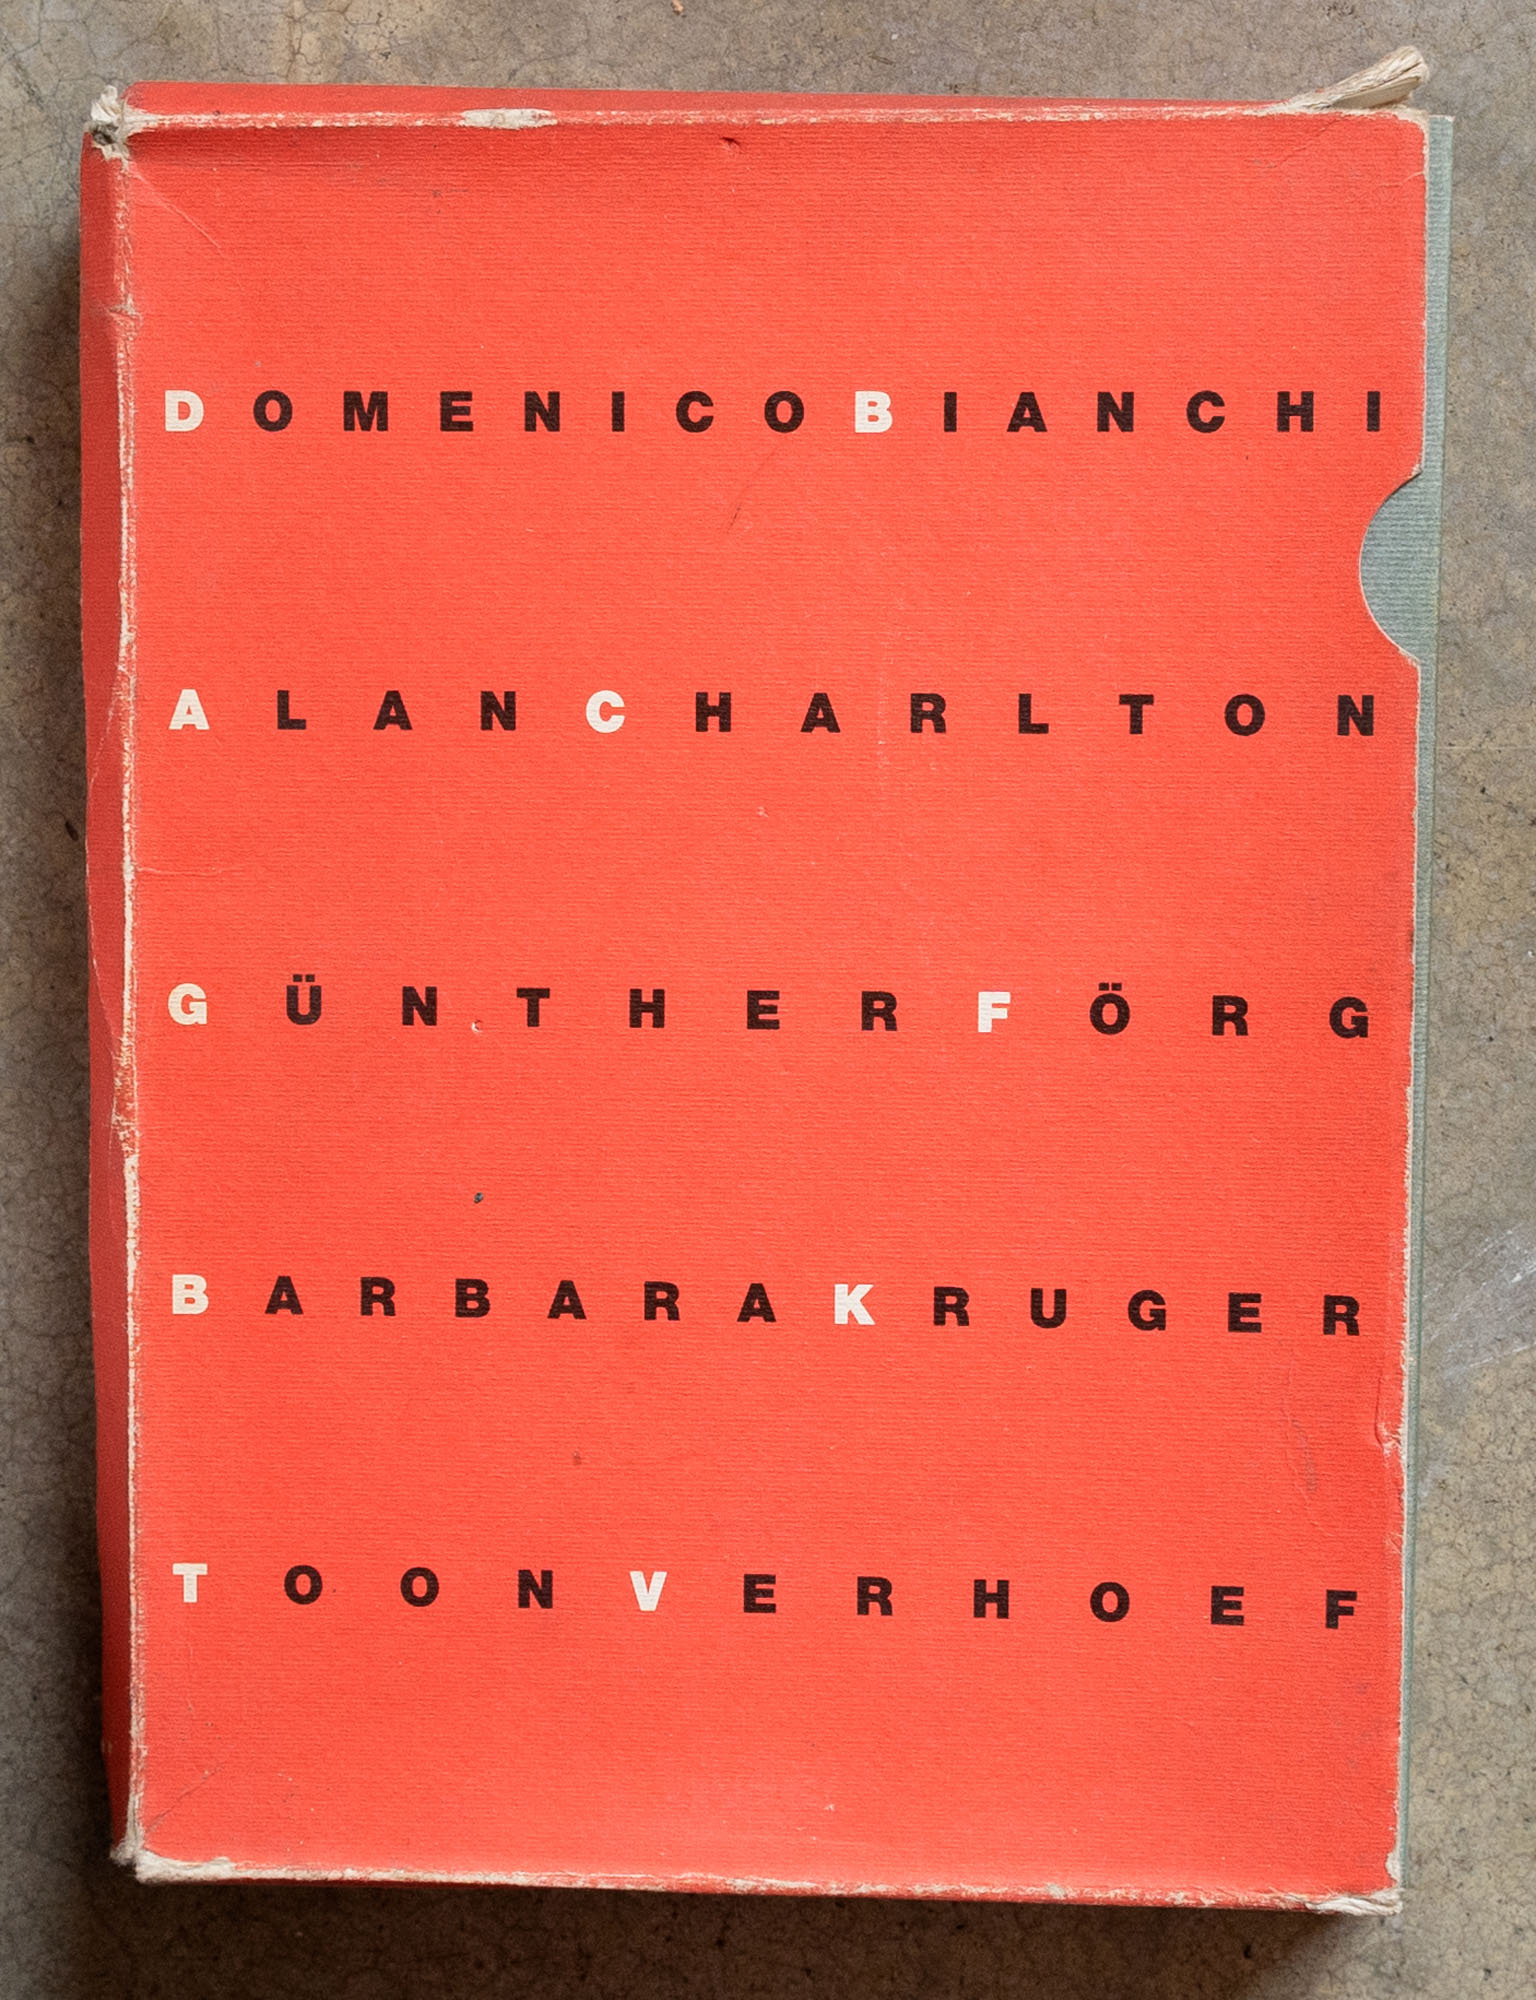 DOMENICOBIANCHI
ALANCHARLTON
GÜNTHERFÖRG
BARBARAKRUGER
TOONVERHOEF